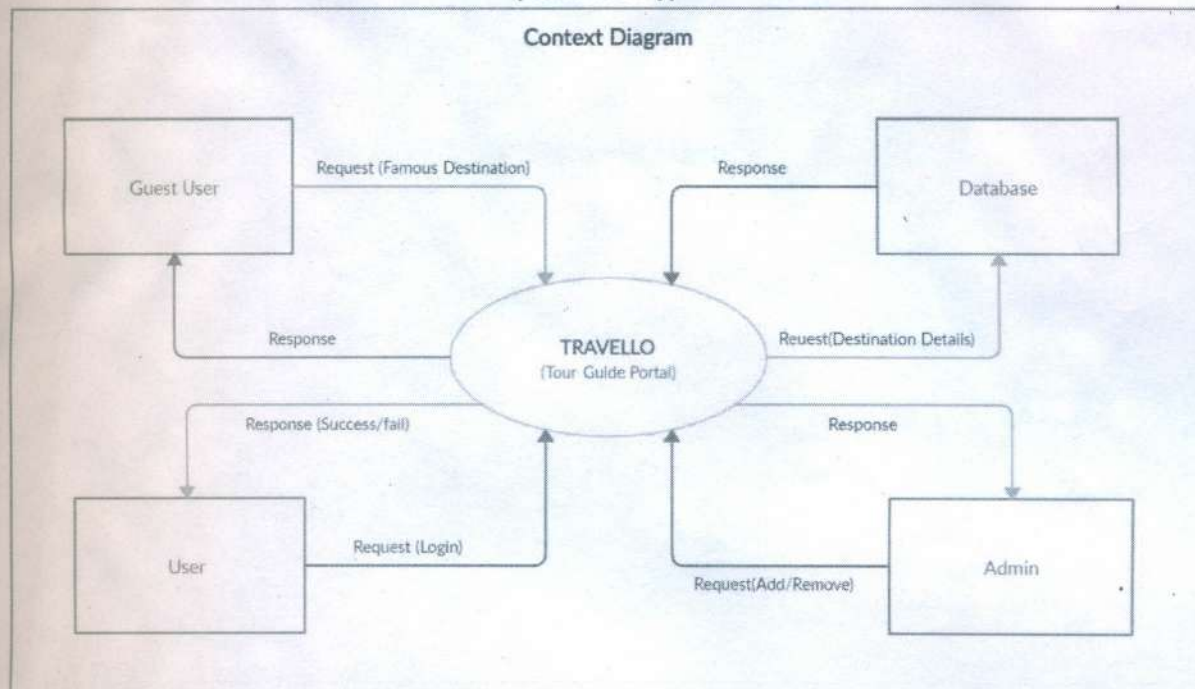 Context Diagram
Guest User
Request (Famous Destination)
Response
Database
Response
TRAVELLO
(Tour Guide Portal)
Reuest(Destination Details)
Response (Success/fail)
Response
User
Request (Login)
Request(Add/Remove)
Admin